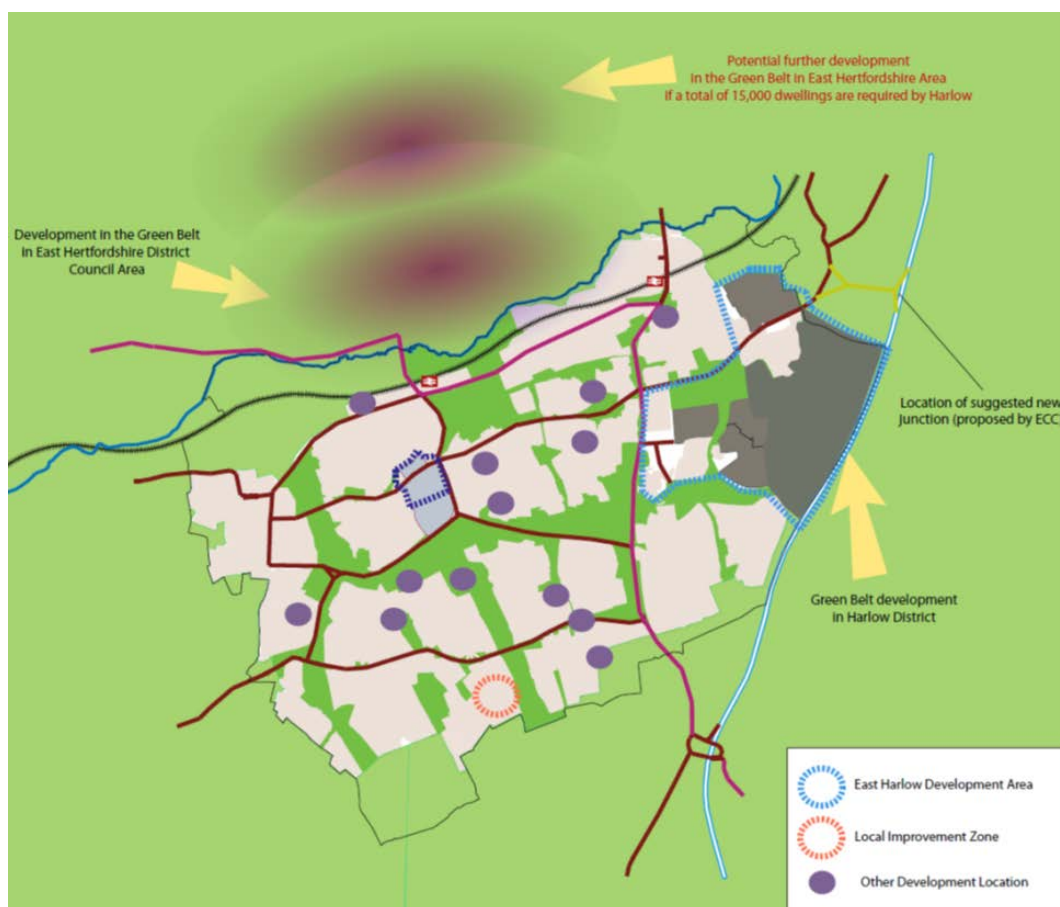 Potential further development
In the Green Belt in East Hertfordshire Area
If a total of 15,000 dwellings are required by Harlow
Development in the Green Belt
in East Hertfordshire District
Council Area
Location of suggested new
Junction (proposed by ECC)
Green Belt development
in Harlow District
East Harlow Development Area
Local Improvement Zone
Other Development Location